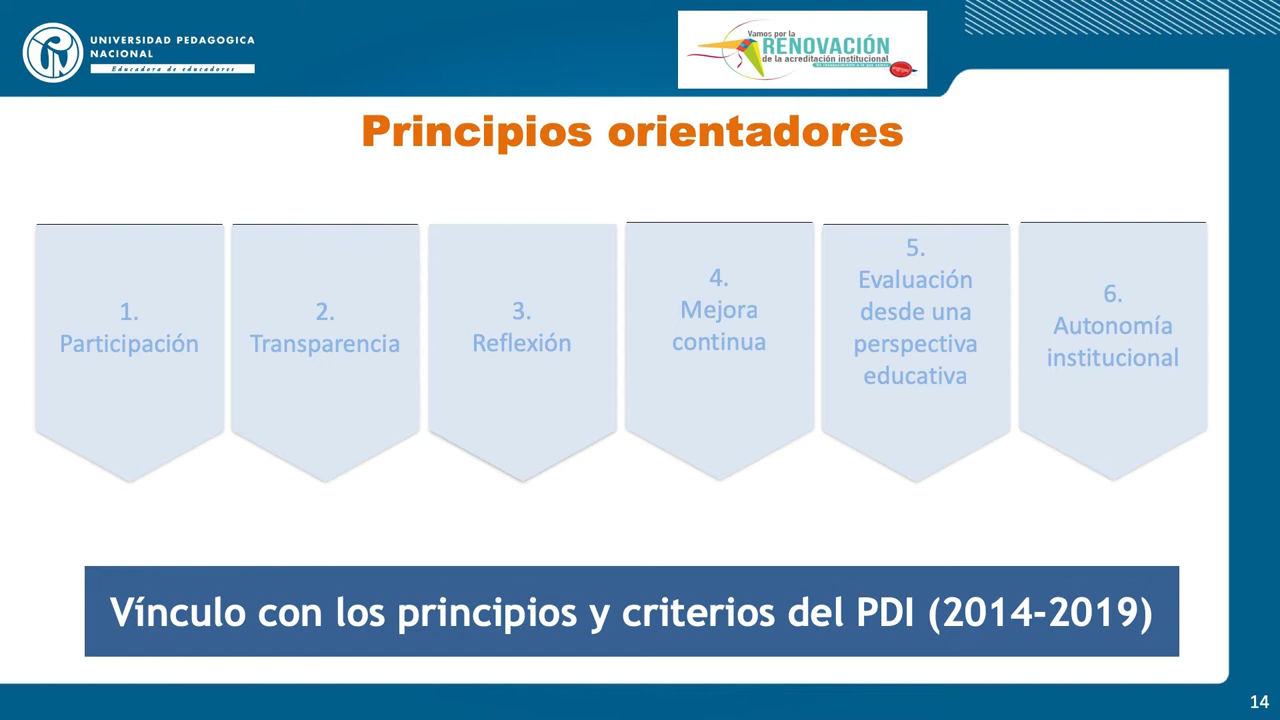 UNIVERSIDAD PEDAGOGICA
NACIONAL
Educadora de educadores
Vamos por la
RENOVACIÓN
de la acreditación institucional
Principios orientadores
1.
Participación
2.
Transparencia
3.
Reflexión
4.
Mejora
continua
5.
Evaluación
desde una
perspectiva
educativa
6.
Autonomía
institucional
Vínculo con los principios y criterios del PDI (2014-2019)
14